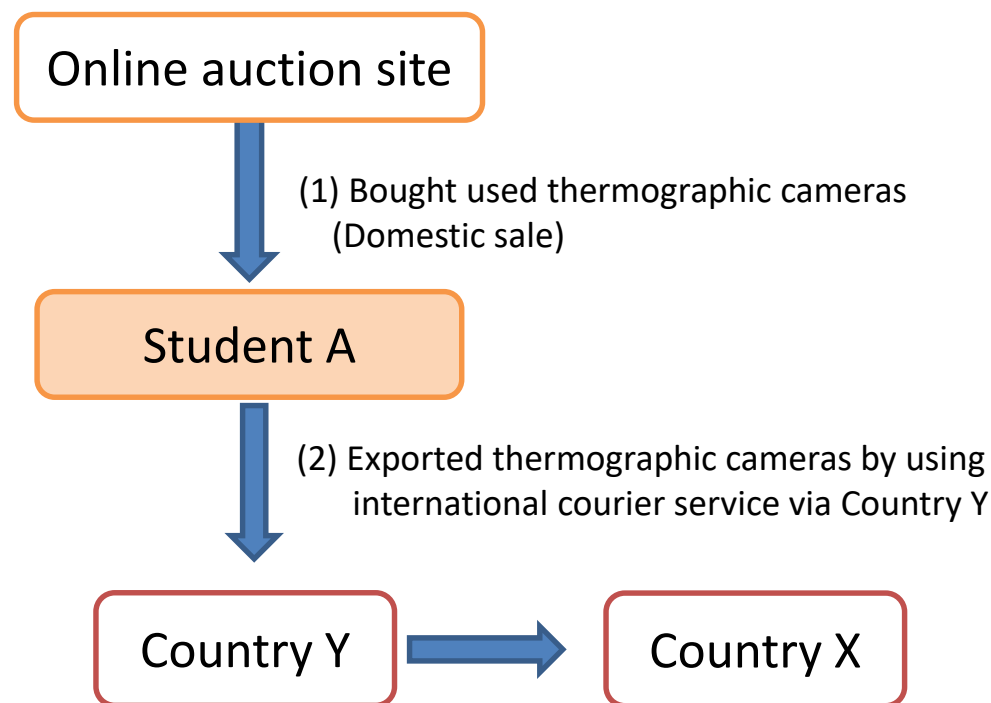 Online auction site
(1) Bought used thermographic cameras
(Domestic sale)
Student A
(2) Exported thermographic cameras by using
international courier service via Country Y
Country Y
Country X